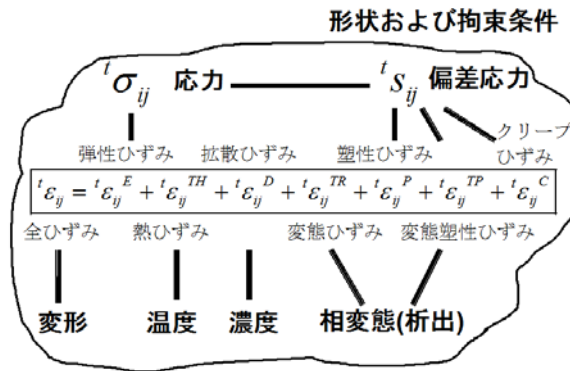 形状および拘束条件
ᵗσᵢⱼ 応力 ᵗsᵢⱼ 偏差応力
クリープ
弾性ひずみ 拡散ひずみ 塑性ひずみ ひずみ
ᵗεᵢⱼ = ᵗεᵢⱼᴱ + ᵗεᵢⱼᵀᴴ + ᵗεᵢⱼᴰ + ᵗεᵢⱼᵀᴿ + ᵗεᵢⱼᴾ + ᵗεᵢⱼᵀᴾ + ᵗεᵢⱼᶜ
全ひずみ 熱ひずみ 変態ひずみ 変態塑性ひずみ
変形 温度 濃度 相変態(析出)